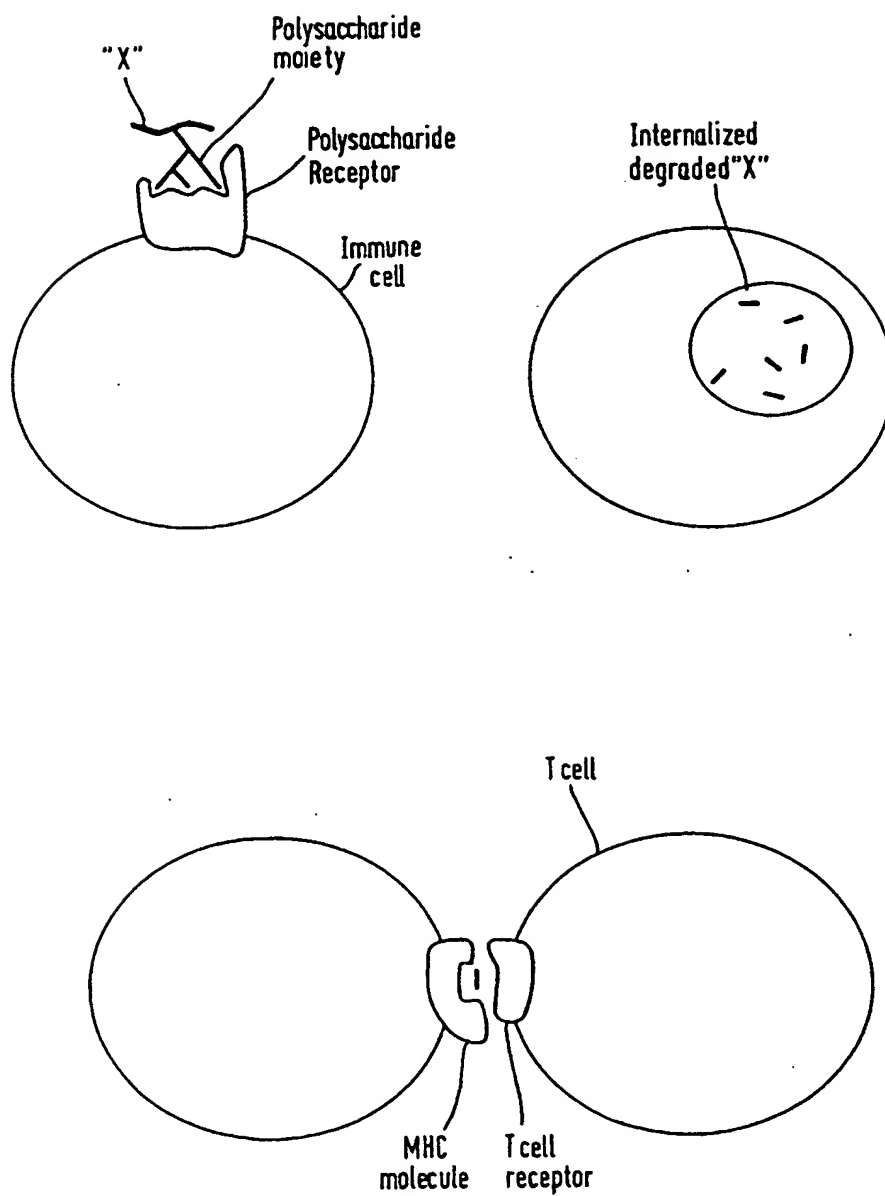 "X"
Polysaccharide
moiety
Polysaccharide
Receptor
Immune
cell
Internalized
degraded"X"
T cell
MHC
molecule
T cell
receptor